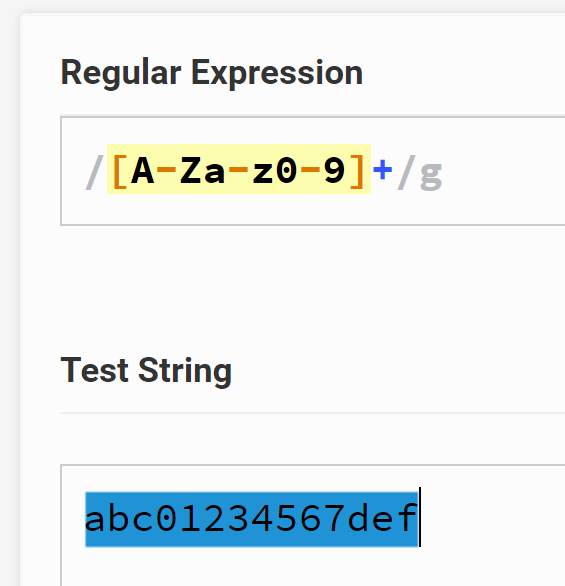 Regular Expression
/[A-Za-z0-9]+/g
Test String
abc01234567def